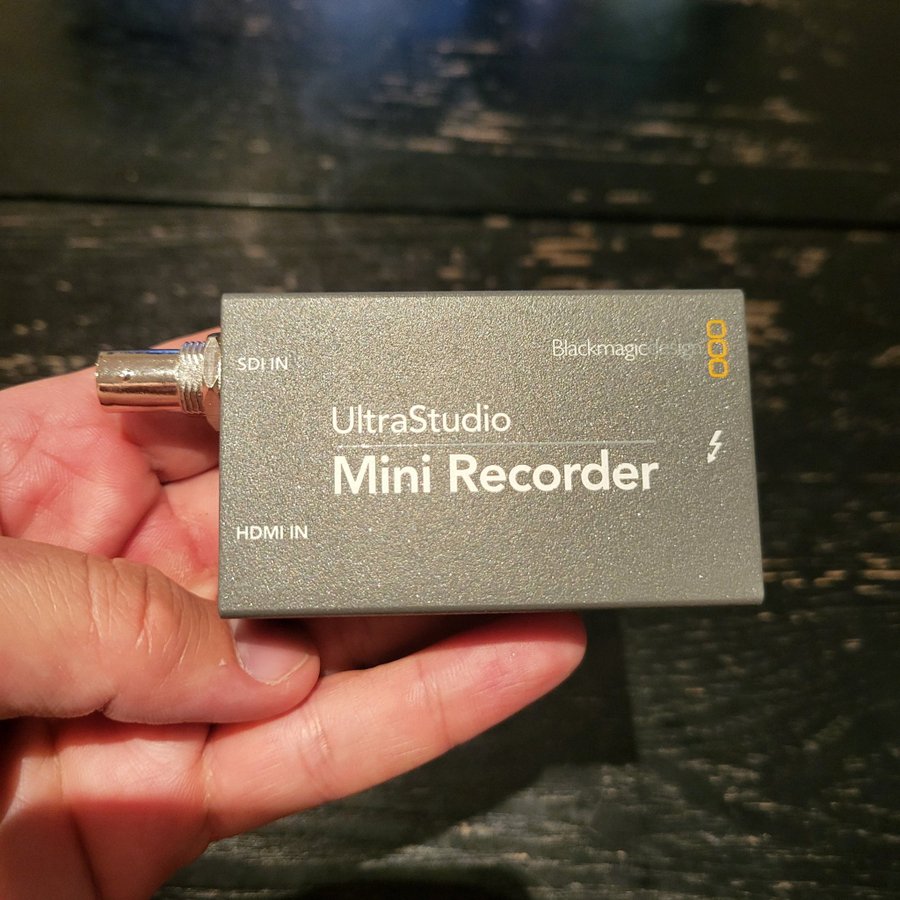 SDI IN
Blackmagicdesign
UltraStudio
Mini Recorder
HDMI IN